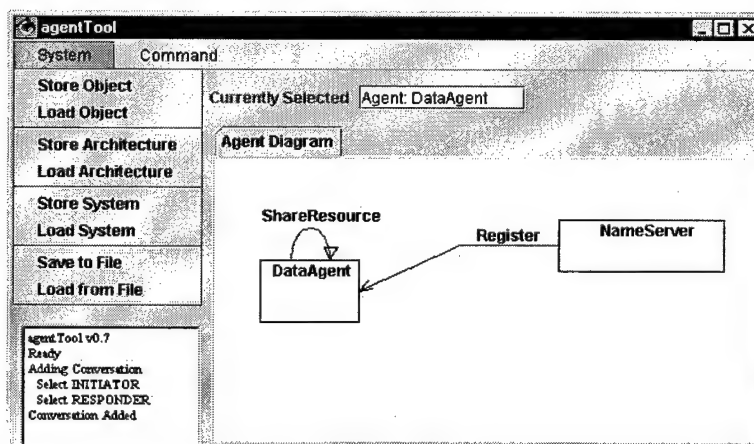 agentTool
System Command
Store Object
Load Object
Store Architecture
Load Architecture
Store System
Load System
Save to File
Load from File
Currently Selected Agent: DataAgent
Agent Diagram
ShareResource
DataAgent
Register
NameServer
agentTool v0.7
Ready
Adding Conversation
Select INITIATOR
Select RESPONDER
Conversation Added